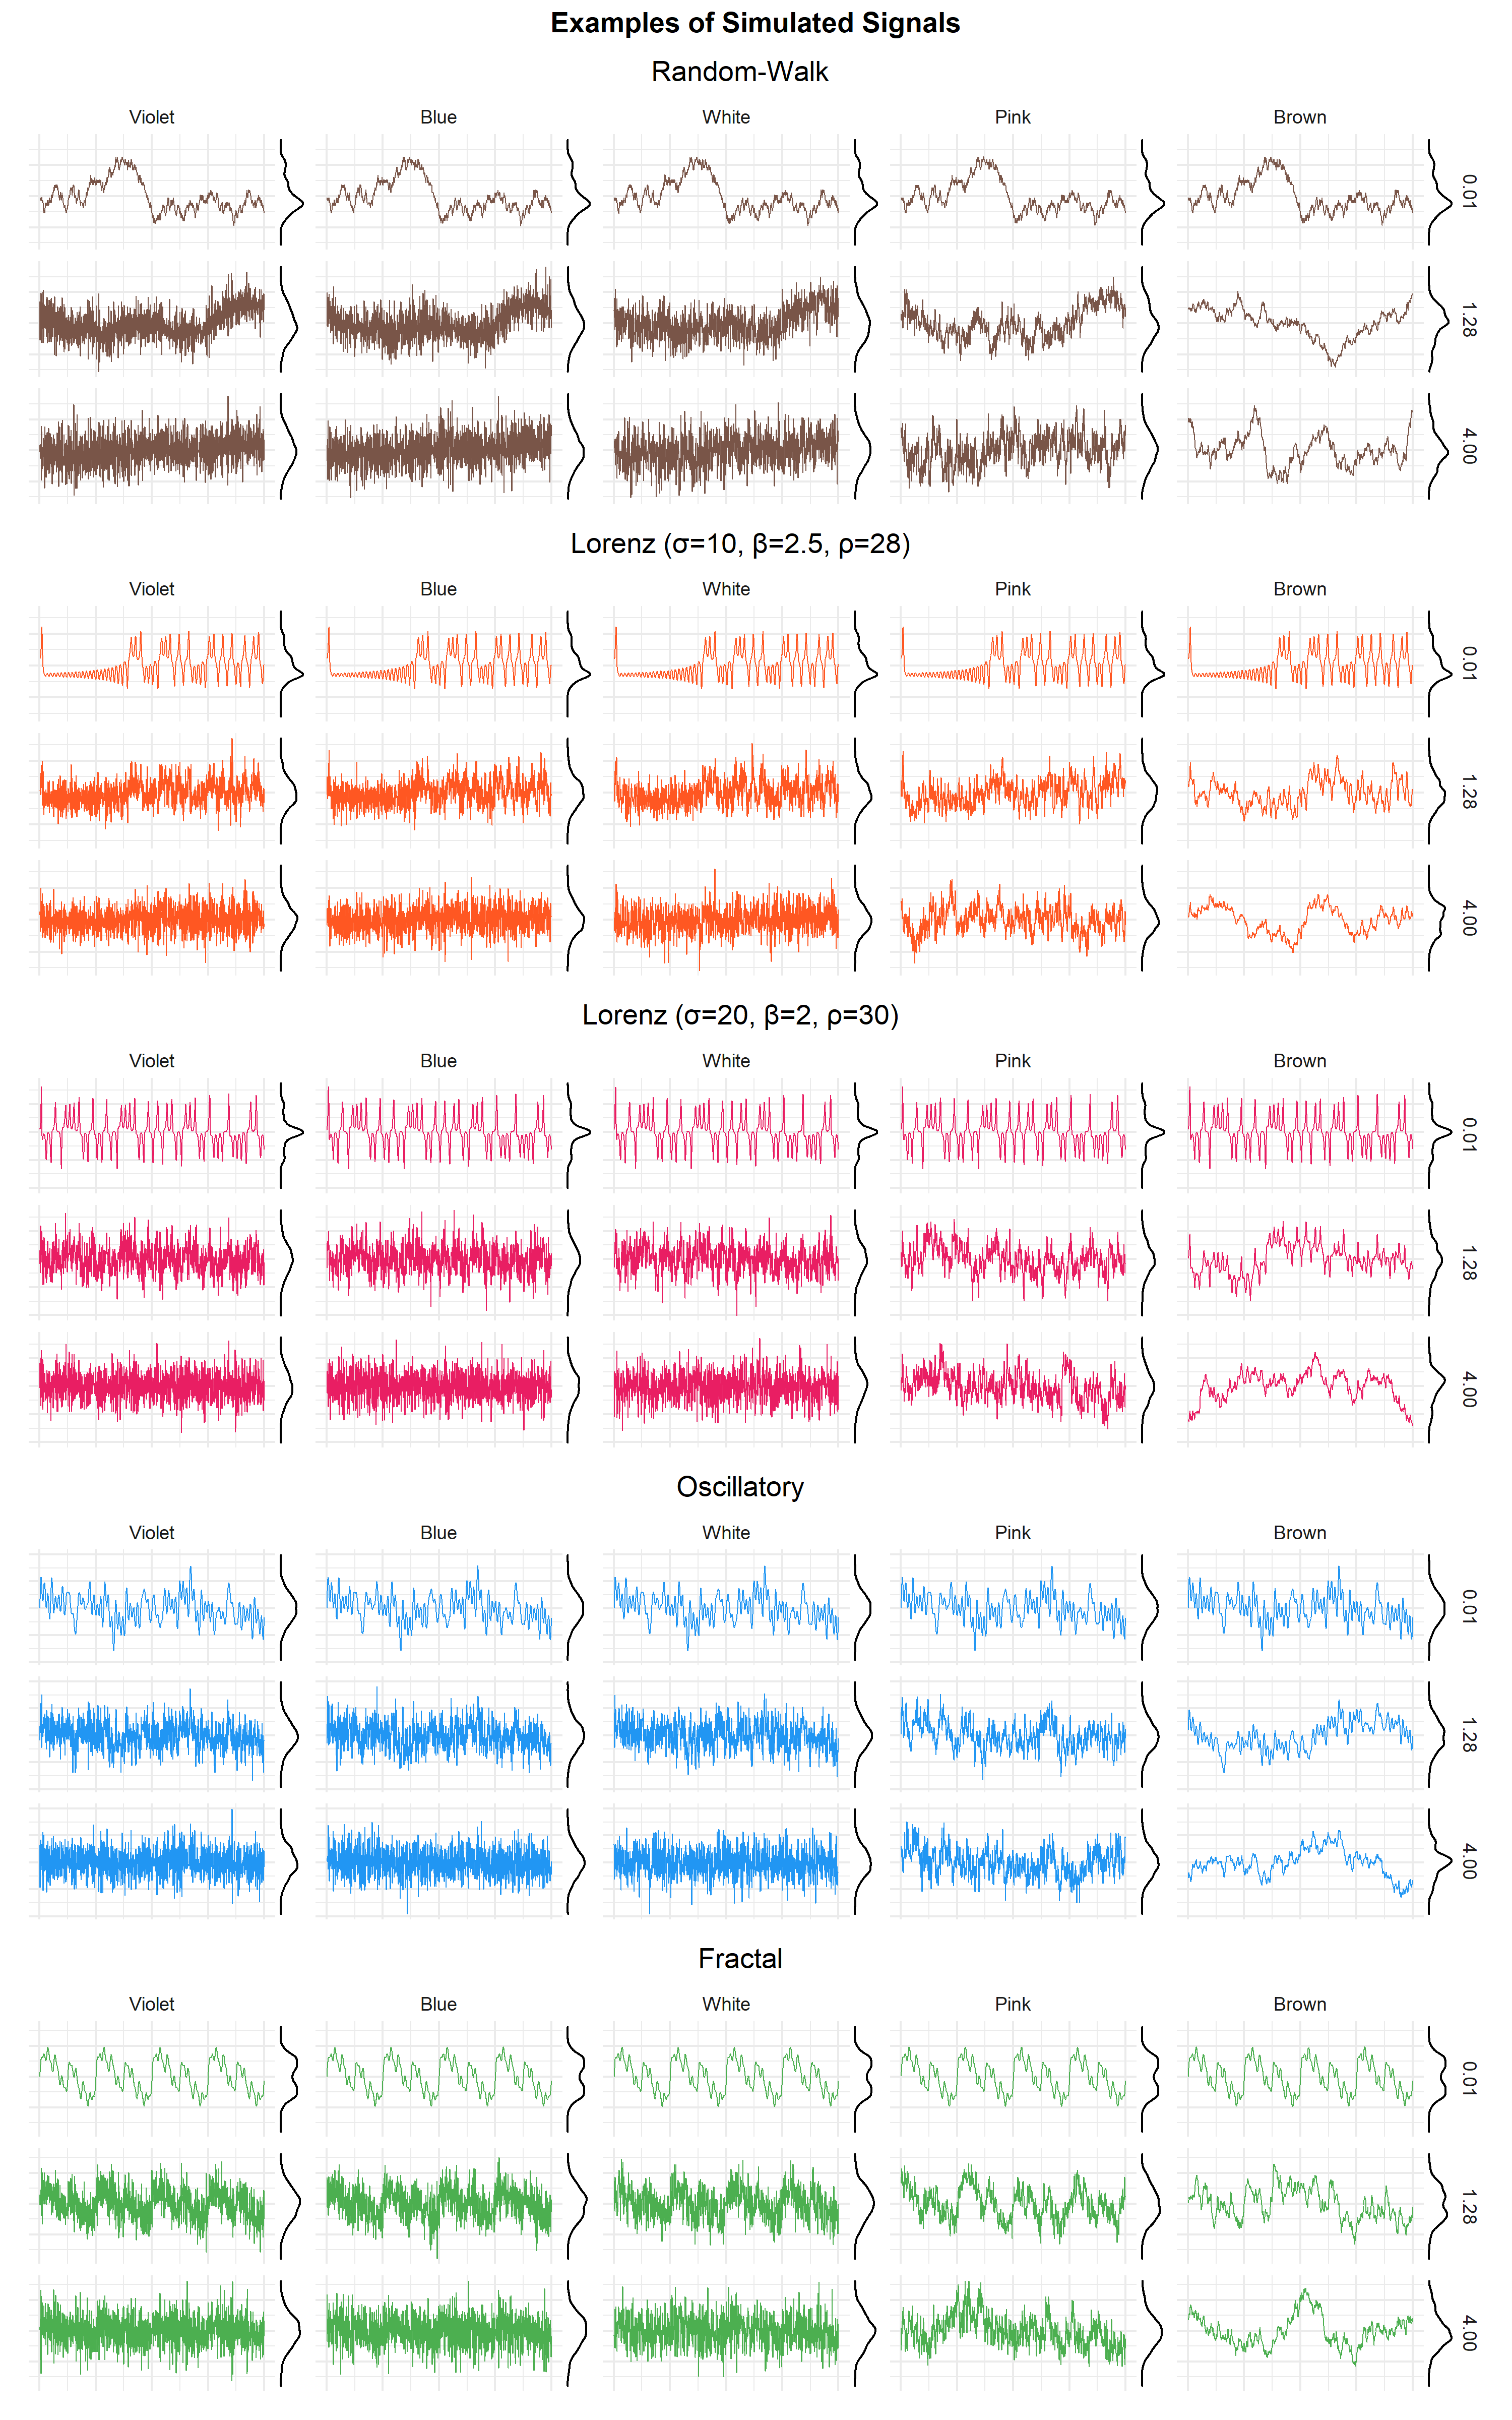 Examples of Simulated Signals
Random-Walk
Violet Blue White Pink Brown
0.01
1.28
4.00
Lorenz (σ=10, β=2.5, ρ=28)
Violet Blue White Pink Brown
0.01
1.28
4.00
Lorenz (σ=20, β=2, ρ=30)
Violet Blue White Pink Brown
0.01
1.28
4.00
Oscillatory
Violet Blue White Pink Brown
0.01
1.28
4.00
Fractal
Violet Blue White Pink Brown
0.01
1.28
4.00